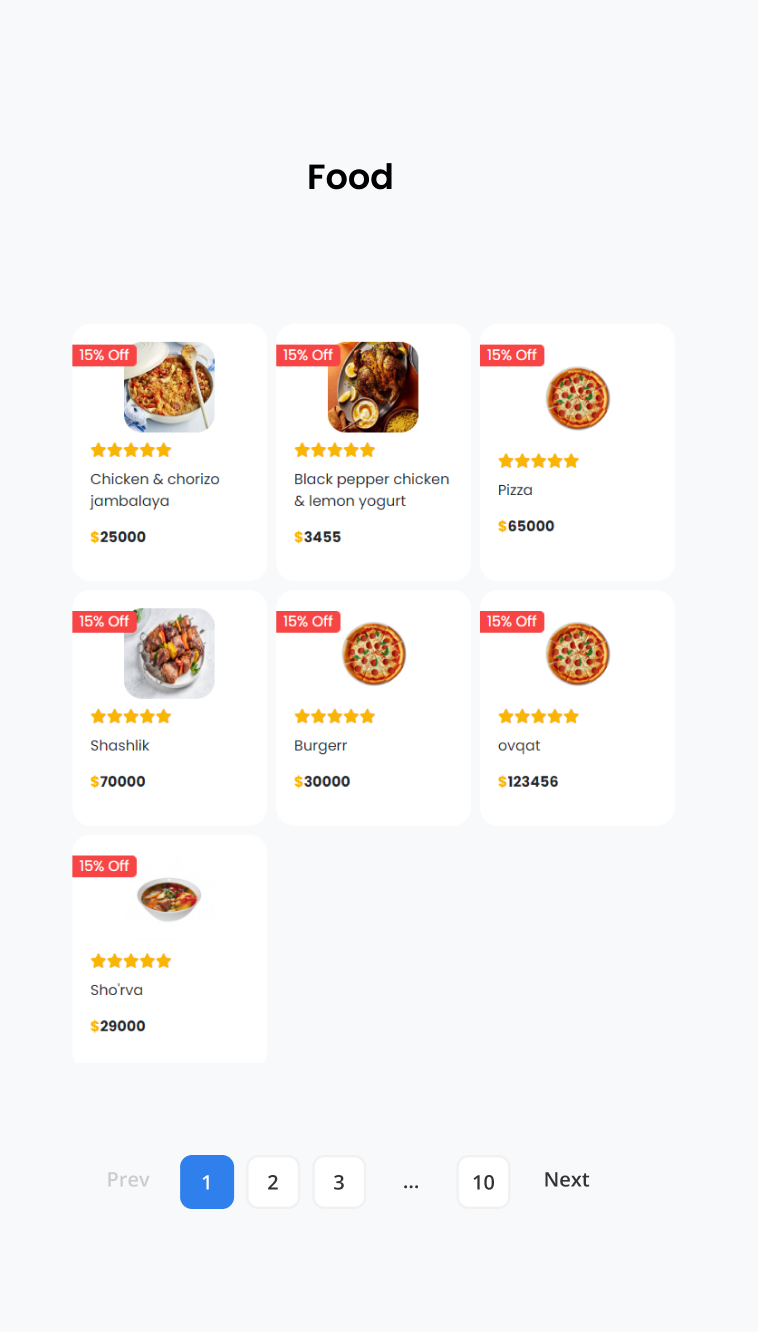 Food
15% Off
Chicken & chorizo
jambalaya
$25000
15% Off
Black pepper chicken
& lemon yogurt
$3455
15% Off
Pizza
$65000
15% Off
Shashlik
$70000
15% Off
Burgerr
$30000
15% Off
ovqat
$123456
15% Off
Sho'rva
$29000
Prev 1 2 3 ... 10 Next